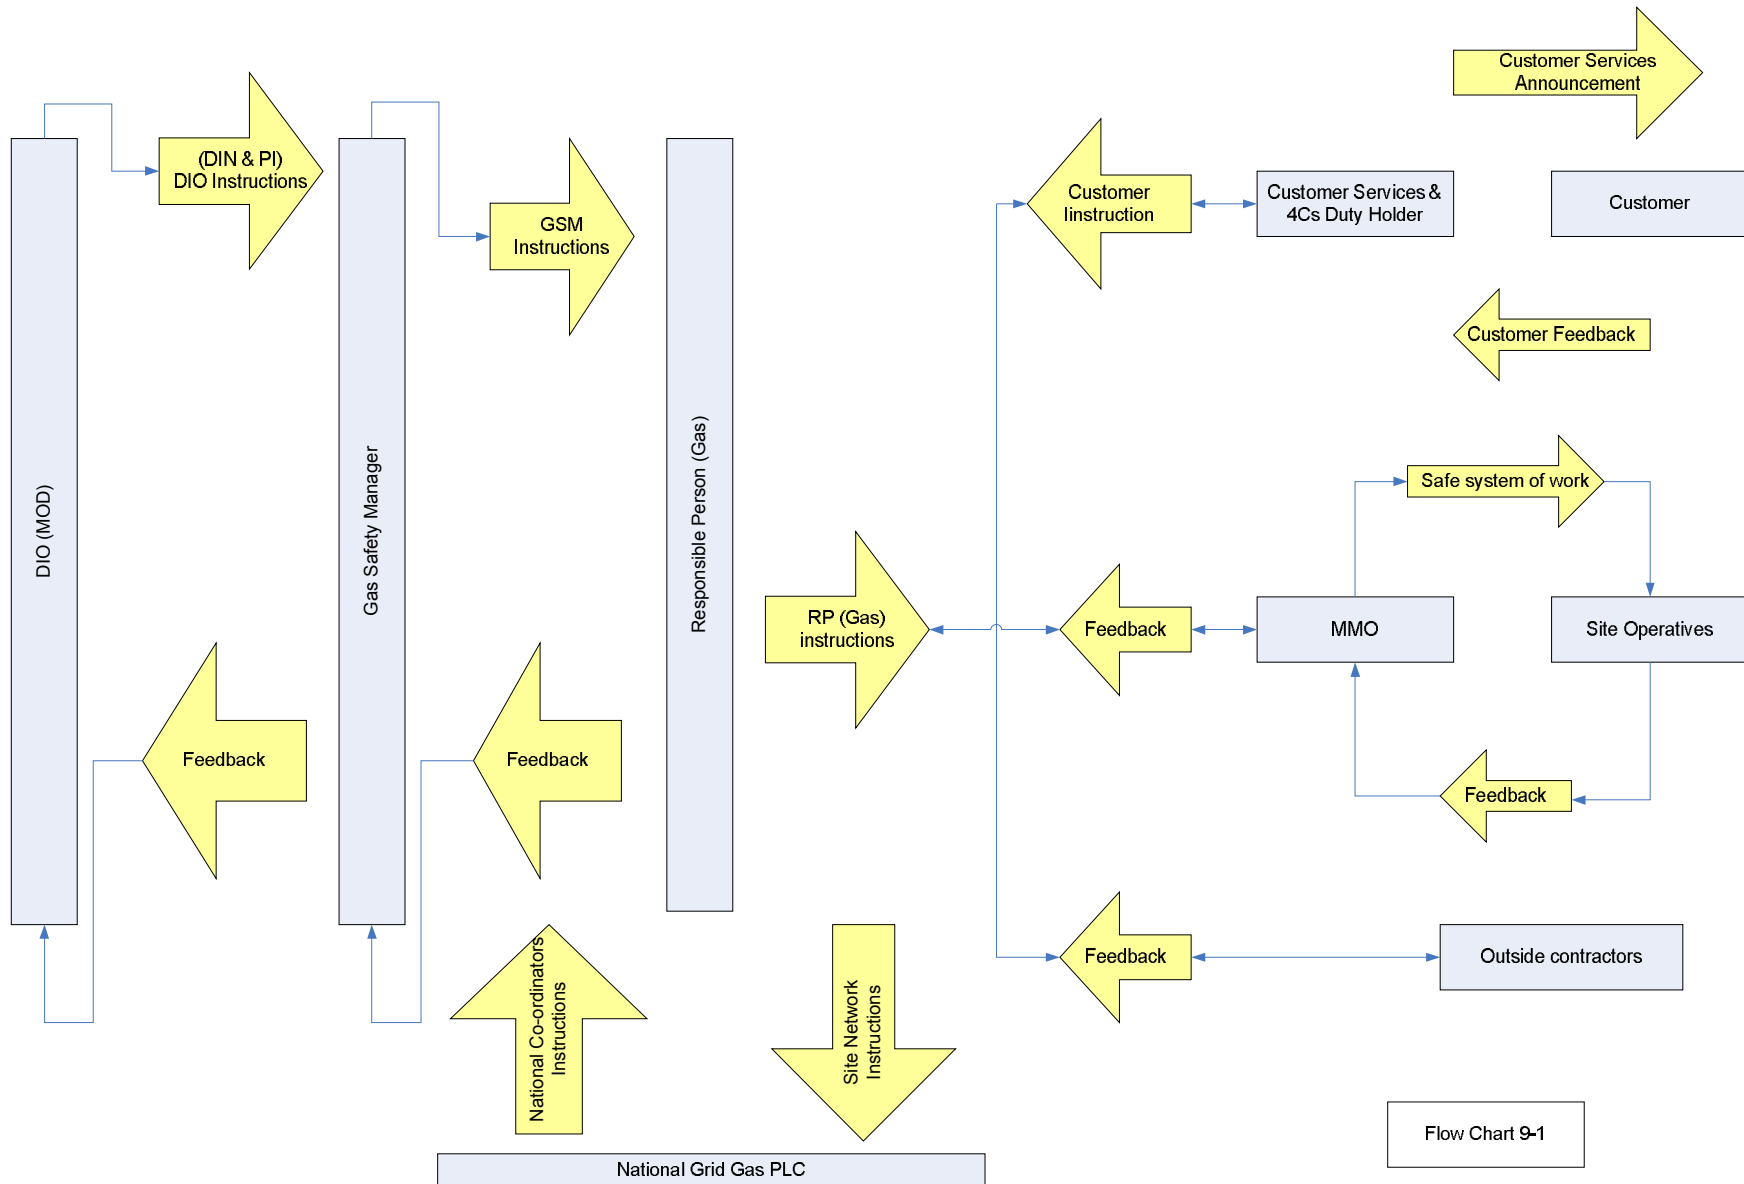 Customer Services
Announcement
(DIN & PI)
DIO Instructions
GSM
Instructions
Customer
Iinstruction
Customer Services &
4Cs Duty Holder
Customer
Customer Feedback
DIO (MOD)
Gas Safety Manager
Responsible Person (Gas)
Safe system of work
RP (Gas)
instructions
Feedback
MMO
Site Operatives
Feedback
Feedback
Feedback
Feedback
Outside contractors
National Co-ordinators
Instructions
Site Network
Instructions
Flow Chart 9-1
National Grid Gas PLC